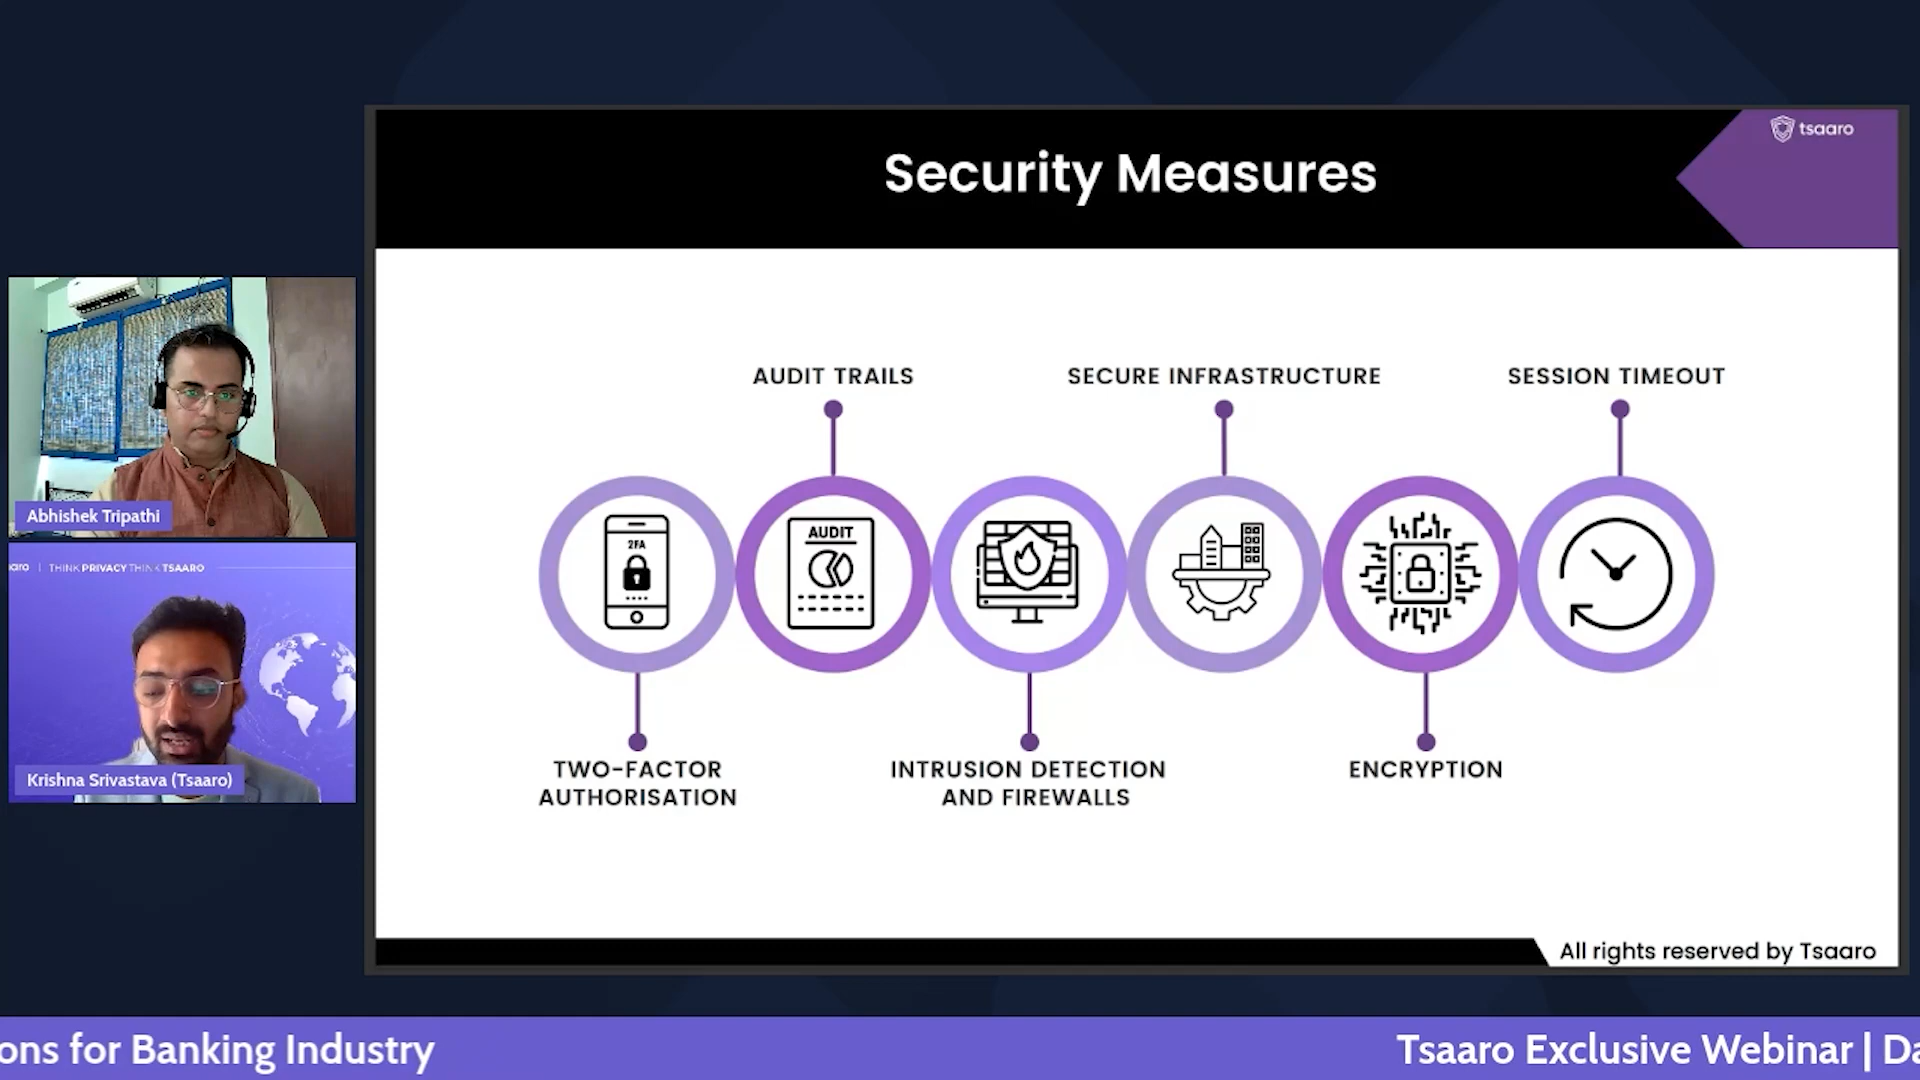 Security Measures
tsaaro
AUDIT TRAILS
SECURE INFRASTRUCTURE
SESSION TIMEOUT
2FA
AUDIT
TWO-FACTOR
AUTHORISATION
INTRUSION DETECTION
AND FIREWALLS
ENCRYPTION
All rights reserved by Tsaaro
Abhishek Tripathi
aro | THINK PRIVACY THINK TSAARO
Krishna Srivastava (Tsaaro)
ons for Banking Industry
Tsaaro Exclusive Webinar | Da